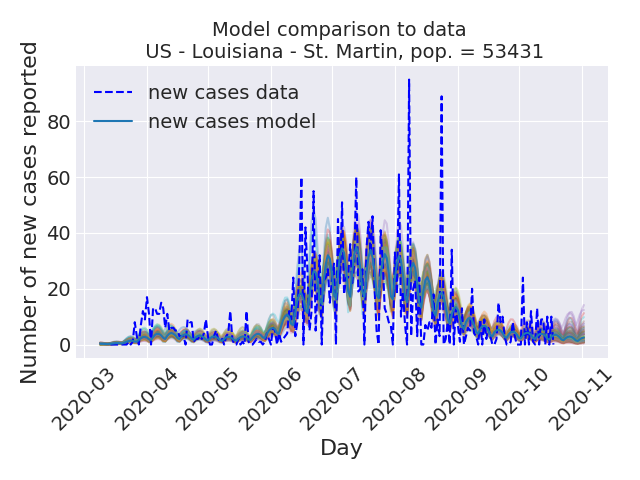 Model comparison to data
US - Louisiana - St. Martin, pop. = 53431
Number of new cases reported
new cases data
new cases model
80
60
40
20
0
2020-03
2020-04
2020-05
2020-06
2020-07
2020-08
2020-09
2020-10
2020-11
Day